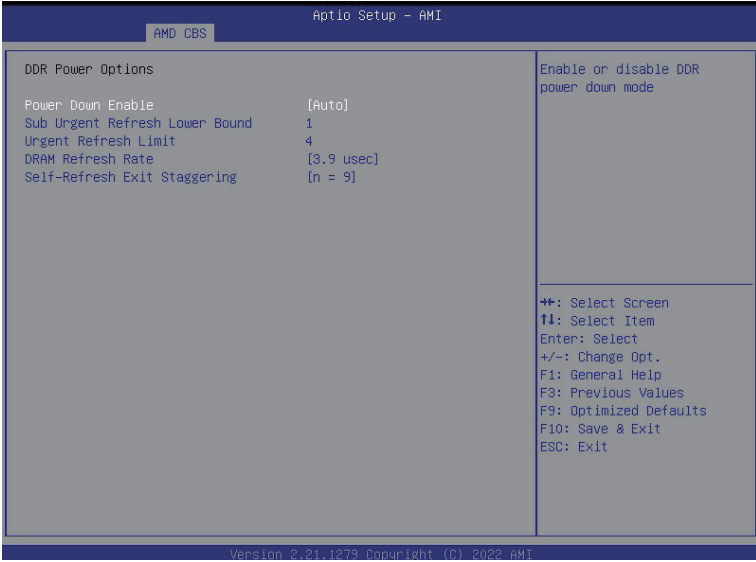 Aptio Setup – AMI
AMD CBS
DDR Power Options
Power Down Enable [Auto]
Sub Urgent Refresh Lower Bound 1
Urgent Refresh Limit 4
DRAM Refresh Rate [3.9 usec]
Self-Refresh Exit Staggering [n = 9]
Enable or disable DDR
power down mode
→←: Select Screen
↑↓: Select Item
Enter: Select
+/-: Change Opt.
F1: General Help
F3: Previous Values
F9: Optimized Defaults
F10: Save & Exit
ESC: Exit
Version 2.21.1279 Copyright (C) 2022 AMI